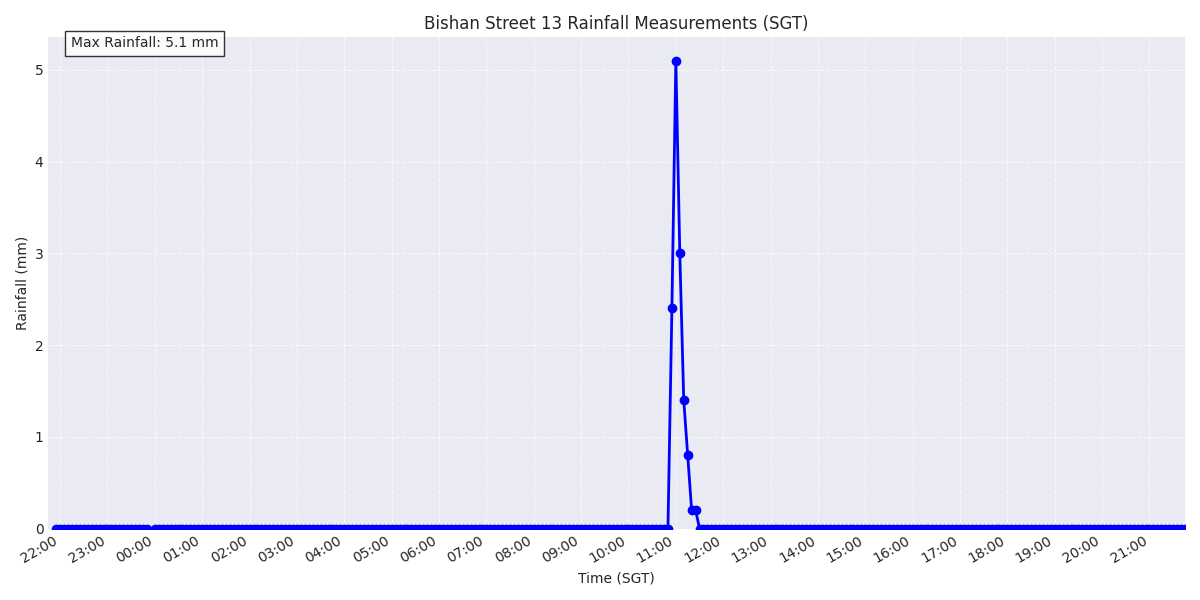 Bishan Street 13 Rainfall Measurements (SGT)
Max Rainfall: 5.1 mm
5
4
3
2
1
0
Rainfall (mm)
22:00 23:00 00:00 01:00 02:00 03:00 04:00 05:00 06:00 07:00 08:00 09:00 10:00 11:00 12:00 13:00 14:00 15:00 16:00 17:00 18:00 19:00 20:00 21:00
Time (SGT)